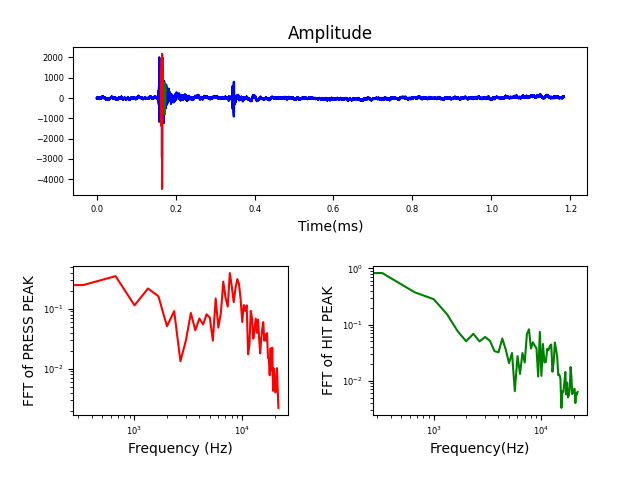 Amplitude
2000
1000
0
−1000
−2000
−3000
−4000
0.0 0.2 0.4 0.6 0.8 1.0 1.2
Time(ms)
FFT of PRESS PEAK
10⁻¹
10⁻²
10³ 10⁴
Frequency (Hz)
FFT of HIT PEAK
10⁰
10⁻¹
10⁻²
10³ 10⁴
Frequency(Hz)